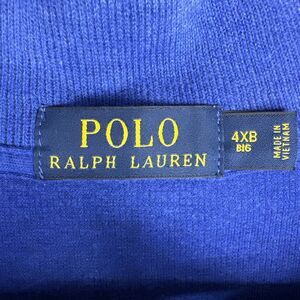 POLO
RALPH LAUREN
4XB
BIG
MADE IN
VIETNAM